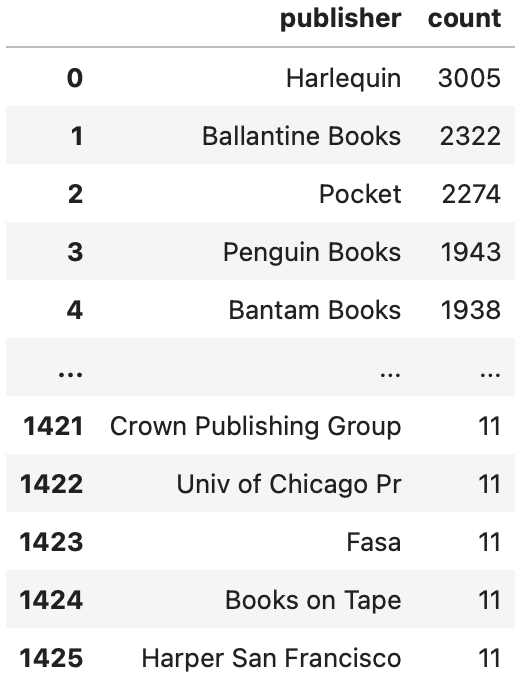 publisher count
0 Harlequin 3005
1 Ballantine Books 2322
2 Pocket 2274
3 Penguin Books 1943
4 Bantam Books 1938
... ... ...
1421 Crown Publishing Group 11
1422 Univ of Chicago Pr 11
1423 Fasa 11
1424 Books on Tape 11
1425 Harper San Francisco 11